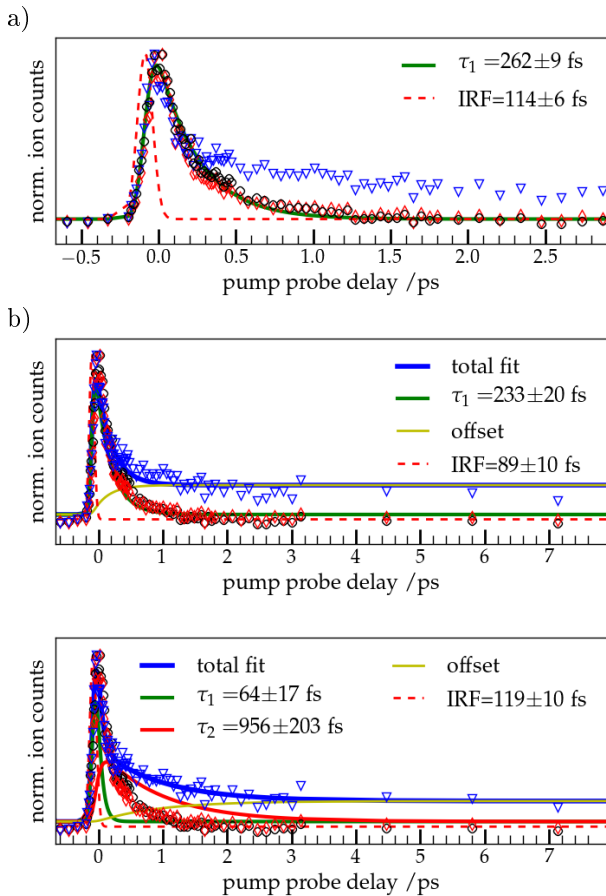 a)
norm. ion counts
τ₁ =262±9 fs
IRF=114±6 fs
−0.5 0.0 0.5 1.0 1.5 2.0 2.5
pump probe delay /ps
b)
norm. ion counts
total fit
τ₁ =233±20 fs
offset
IRF=89±10 fs
0 1 2 3 4 5 6 7
pump probe delay /ps
norm. ion counts
total fit
τ₁ =64±17 fs
τ₂ =956±203 fs
offset
IRF=119±10 fs
0 1 2 3 4 5 6 7
pump probe delay /ps